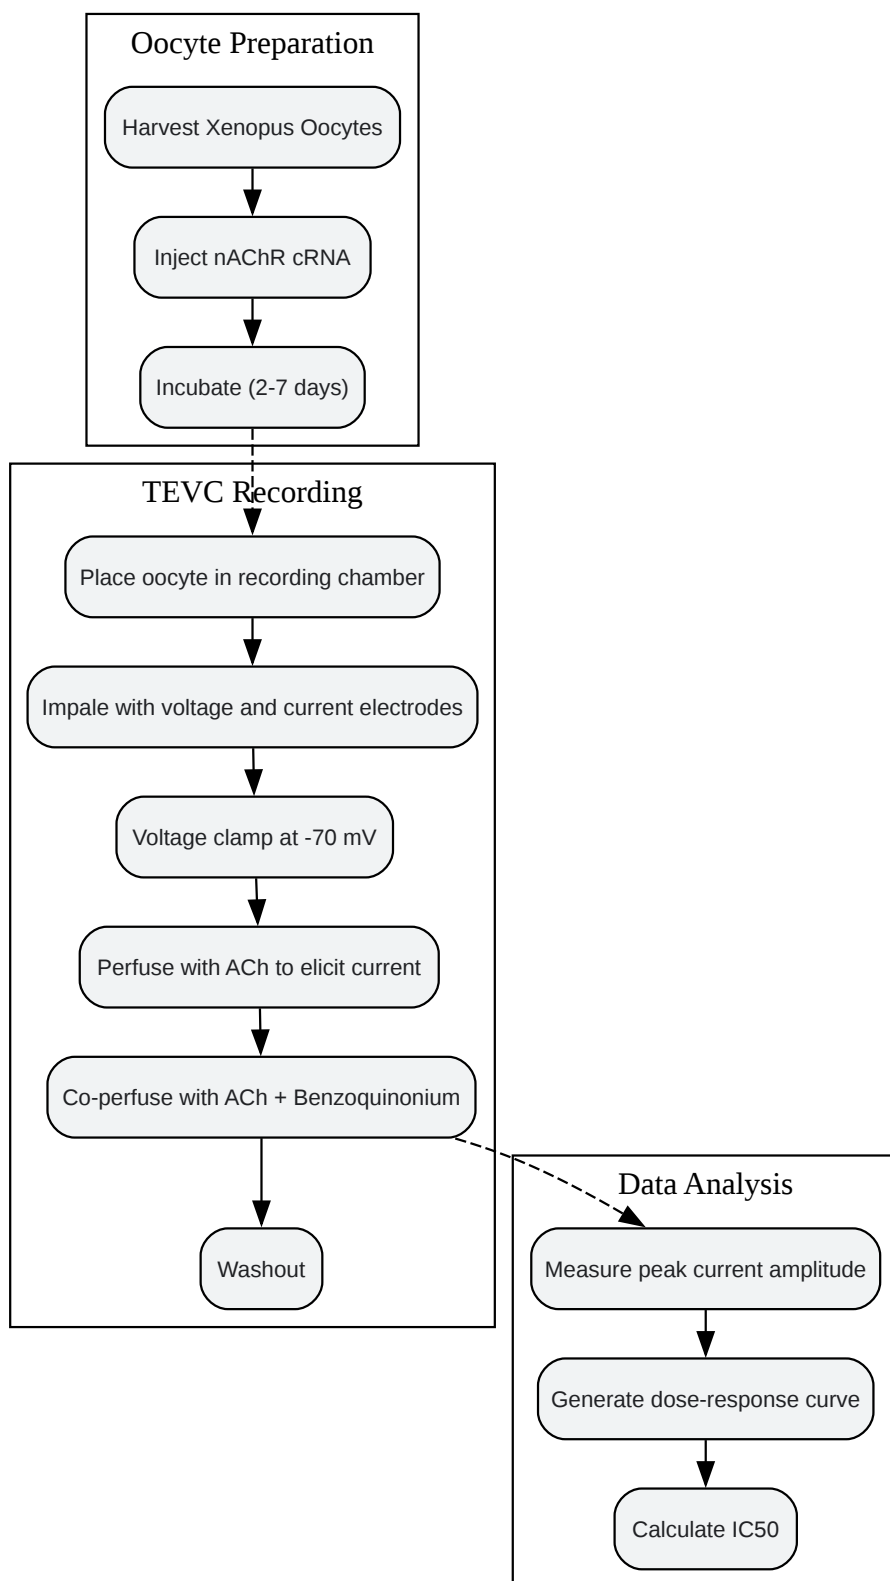 Oocyte Preparation
Harvest Xenopus Oocytes
Inject nAChR cRNA
Incubate (2-7 days)
TEVC Recording
Place oocyte in recording chamber
Impale with voltage and current electrodes
Voltage clamp at -70 mV
Perfuse with ACh to elicit current
Co-perfuse with ACh + Benzoquinonium
Washout
Data Analysis
Measure peak current amplitude
Generate dose-response curve
Calculate IC50